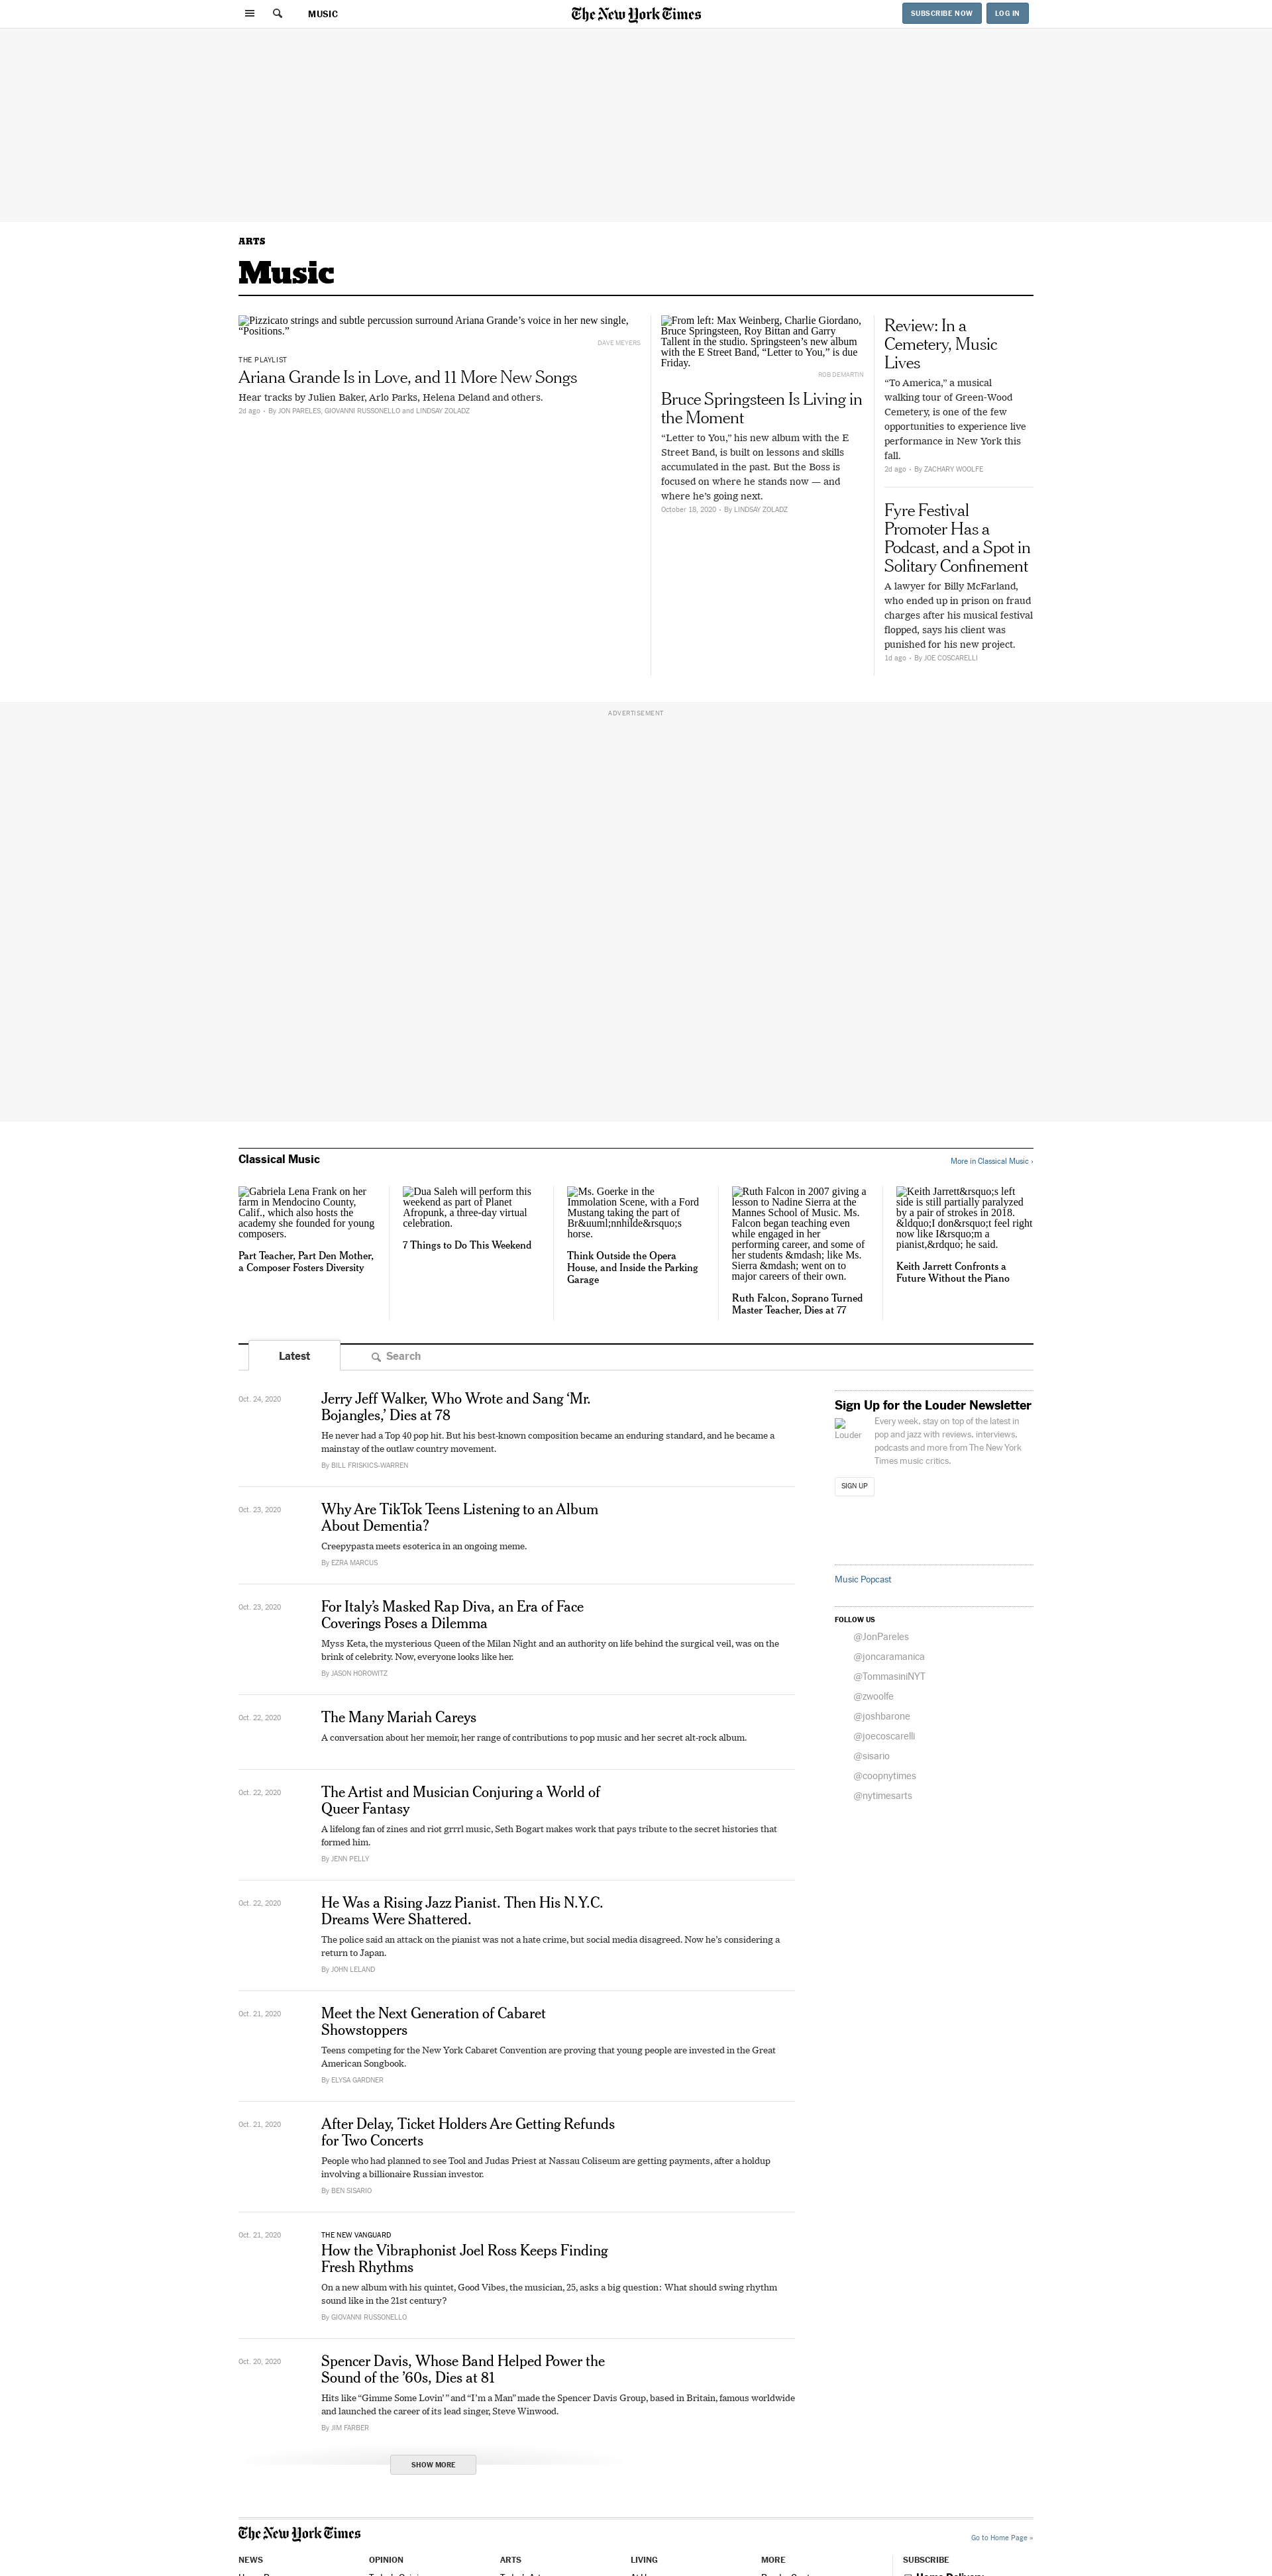 MUSIC
The New York Times
SUBSCRIBE NOW
LOG IN
ARTS
Music
Pizzicato strings and subtle percussion surround Ariana Grande’s voice in her new single,
“Positions.”
DAVE MEYERS
THE PLAYLIST
Ariana Grande Is in Love, and 11 More New Songs
Hear tracks by Julien Baker, Arlo Parks, Helena Deland and others.
2d ago • By JON PARELES, GIOVANNI RUSSONELLO and LINDSAY ZOLADZ
From left: Max Weinberg, Charlie Giordano,
Bruce Springsteen, Roy Bittan and Garry
Tallent in the studio. Springsteen’s new album
with the E Street Band, “Letter to You,” is due
Friday.
ROB DEMARTIN
Bruce Springsteen Is Living in
the Moment
“Letter to You,” his new album with the E
Street Band, is built on lessons and skills
accumulated in the past. But the Boss is
focused on where he stands now — and
where he’s going next.
October 18, 2020 • By LINDSAY ZOLADZ
Review: In a
Cemetery, Music
Lives
“To America,” a musical
walking tour of Green-Wood
Cemetery, is one of the few
opportunities to experience live
performance in New York this
fall.
2d ago • By ZACHARY WOOLFE
Fyre Festival
Promoter Has a
Podcast, and a Spot in
Solitary Confinement
A lawyer for Billy McFarland,
who ended up in prison on fraud
charges after his musical festival
flopped, says his client was
punished for his new project.
1d ago • By JOE COSCARELLI
ADVERTISEMENT
Classical Music
More in Classical Music ›
Gabriela Lena Frank on her
farm in Mendocino County,
Calif., which also hosts the
academy she founded for young
composers.
Part Teacher, Part Den Mother,
a Composer Fosters Diversity
Dua Saleh will perform this
weekend as part of Planet
Afropunk, a three-day virtual
celebration.
7 Things to Do This Weekend
Ms. Goerke in the
Immolation Scene, with a Ford
Mustang taking the part of
Br&uuml;nnhilde&rsquo;s
horse.
Think Outside the Opera
House, and Inside the Parking
Garage
Ruth Falcon in 2007 giving a
lesson to Nadine Sierra at the
Mannes School of Music. Ms.
Falcon began teaching even
while engaged in her
performing career, and some of
her students &mdash; like Ms.
Sierra &mdash; went on to
major careers of their own.
Ruth Falcon, Soprano Turned
Master Teacher, Dies at 77
Keith Jarrett&rsquo;s left
side is still partially paralyzed
by a pair of strokes in 2018.
&ldquo;I don&rsquo;t feel right
now like I&rsquo;m a
pianist,&rdquo; he said.
Keith Jarrett Confronts a
Future Without the Piano
Latest
Search
Oct. 24, 2020
Jerry Jeff Walker, Who Wrote and Sang ‘Mr.
Bojangles,’ Dies at 78
He never had a Top 40 pop hit. But his best-known composition became an enduring standard, and he became a
mainstay of the outlaw country movement.
By BILL FRISKICS-WARREN
Oct. 23, 2020
Why Are TikTok Teens Listening to an Album
About Dementia?
Creepypasta meets esoterica in an ongoing meme.
By EZRA MARCUS
Oct. 23, 2020
For Italy’s Masked Rap Diva, an Era of Face
Coverings Poses a Dilemma
Myss Keta, the mysterious Queen of the Milan Night and an authority on life behind the surgical veil, was on the
brink of celebrity. Now, everyone looks like her.
By JASON HOROWITZ
Oct. 22, 2020
The Many Mariah Careys
A conversation about her memoir, her range of contributions to pop music and her secret alt-rock album.
Oct. 22, 2020
The Artist and Musician Conjuring a World of
Queer Fantasy
A lifelong fan of zines and riot grrrl music, Seth Bogart makes work that pays tribute to the secret histories that
formed him.
By JENN PELLY
Oct. 22, 2020
He Was a Rising Jazz Pianist. Then His N.Y.C.
Dreams Were Shattered.
The police said an attack on the pianist was not a hate crime, but social media disagreed. Now he’s considering a
return to Japan.
By JOHN LELAND
Oct. 21, 2020
Meet the Next Generation of Cabaret
Showstoppers
Teens competing for the New York Cabaret Convention are proving that young people are invested in the Great
American Songbook.
By ELYSA GARDNER
Oct. 21, 2020
After Delay, Ticket Holders Are Getting Refunds
for Two Concerts
People who had planned to see Tool and Judas Priest at Nassau Coliseum are getting payments, after a holdup
involving a billionaire Russian investor.
By BEN SISARIO
Oct. 21, 2020
THE NEW VANGUARD
How the Vibraphonist Joel Ross Keeps Finding
Fresh Rhythms
On a new album with his quintet, Good Vibes, the musician, 25, asks a big question: What should swing rhythm
sound like in the 21st century?
By GIOVANNI RUSSONELLO
Oct. 20, 2020
Spencer Davis, Whose Band Helped Power the
Sound of the ’60s, Dies at 81
Hits like “Gimme Some Lovin’ ” and “I’m a Man” made the Spencer Davis Group, based in Britain, famous worldwide
and launched the career of its lead singer, Steve Winwood.
By JIM FARBER
SHOW MORE
Sign Up for the Louder Newsletter
Louder
Every week, stay on top of the latest in
pop and jazz with reviews, interviews,
podcasts and more from The New York
Times music critics.
SIGN UP
Music Popcast
FOLLOW US
@JonPareles
@joncaramanica
@TommasiniNYT
@zwoolfe
@joshbarone
@joecoscarelli
@sisario
@coopnytimes
@nytimesarts
The New York Times
Go to Home Page »
NEWS
OPINION
ARTS
LIVING
MORE
SUBSCRIBE